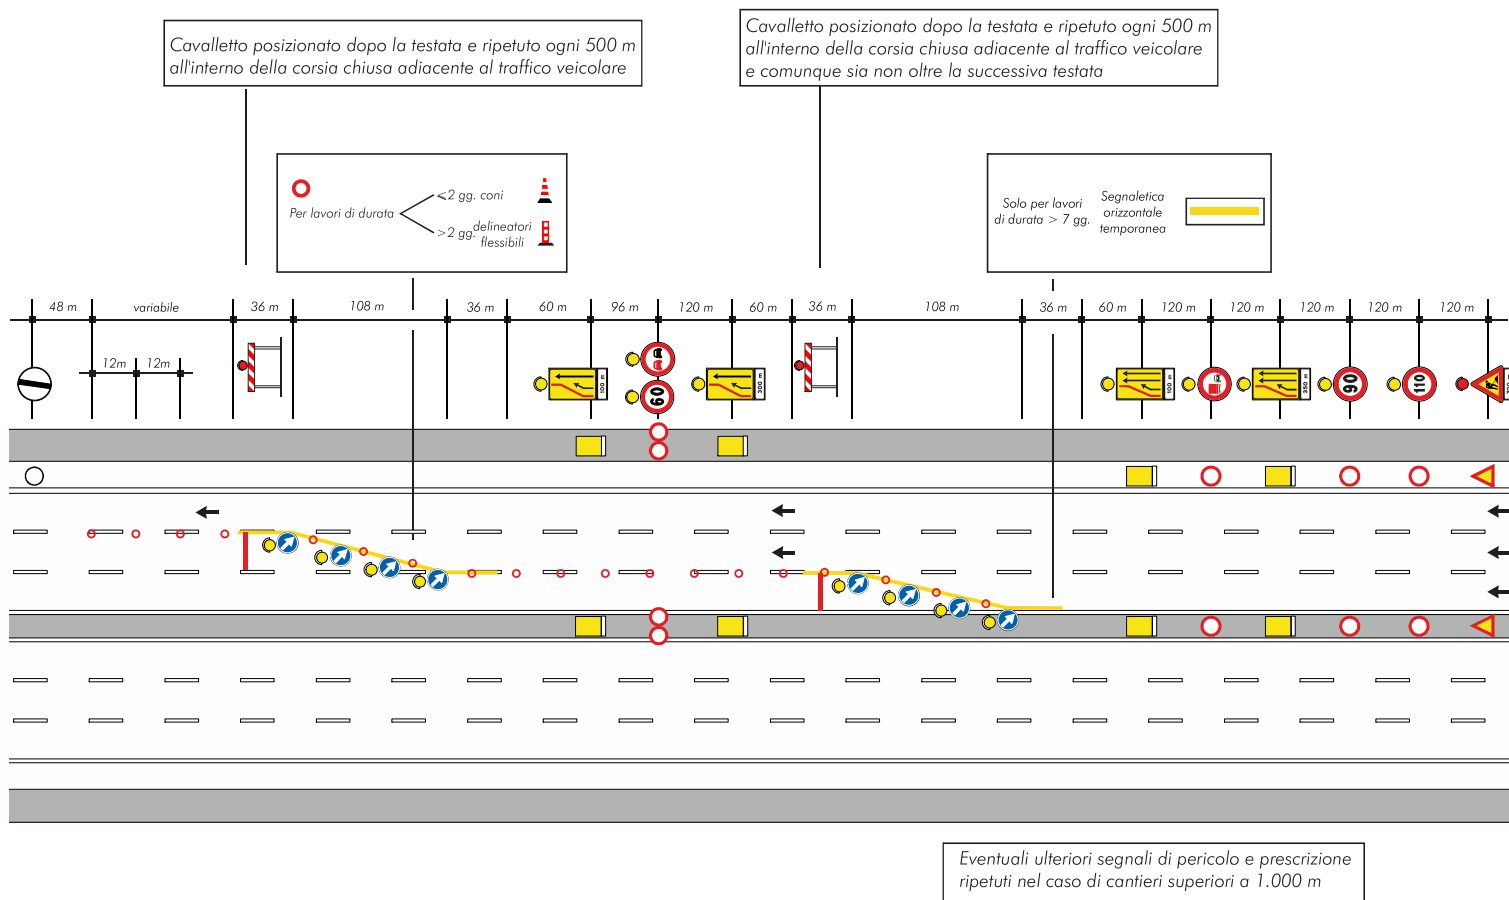 Cavalletto posizionato dopo la testata e ripetuto ogni 500 m
all'interno della corsia chiusa adiacente al traffico veicolare
Cavalletto posizionato dopo la testata e ripetuto ogni 500 m
all'interno della corsia chiusa adiacente al traffico veicolare
e comunque sia non oltre la successiva testata
Per lavori di durata
<2 gg. coni
>2 gg. delineatori
flessibili
Solo per lavori
di durata > 7 gg.
Segnaletica
orizzontale
temporanea
48 m
variabile
36 m
108 m
36 m
60 m
96 m
120 m
60 m
36 m
108 m
36 m
60 m
120 m
120 m
120 m
120 m
120 m
12m
12m
100 m
60
300 m
100 m
350 m
90
110
Eventuali ulteriori segnali di pericolo e prescrizione
ripetuti nel caso di cantieri superiori a 1.000 m